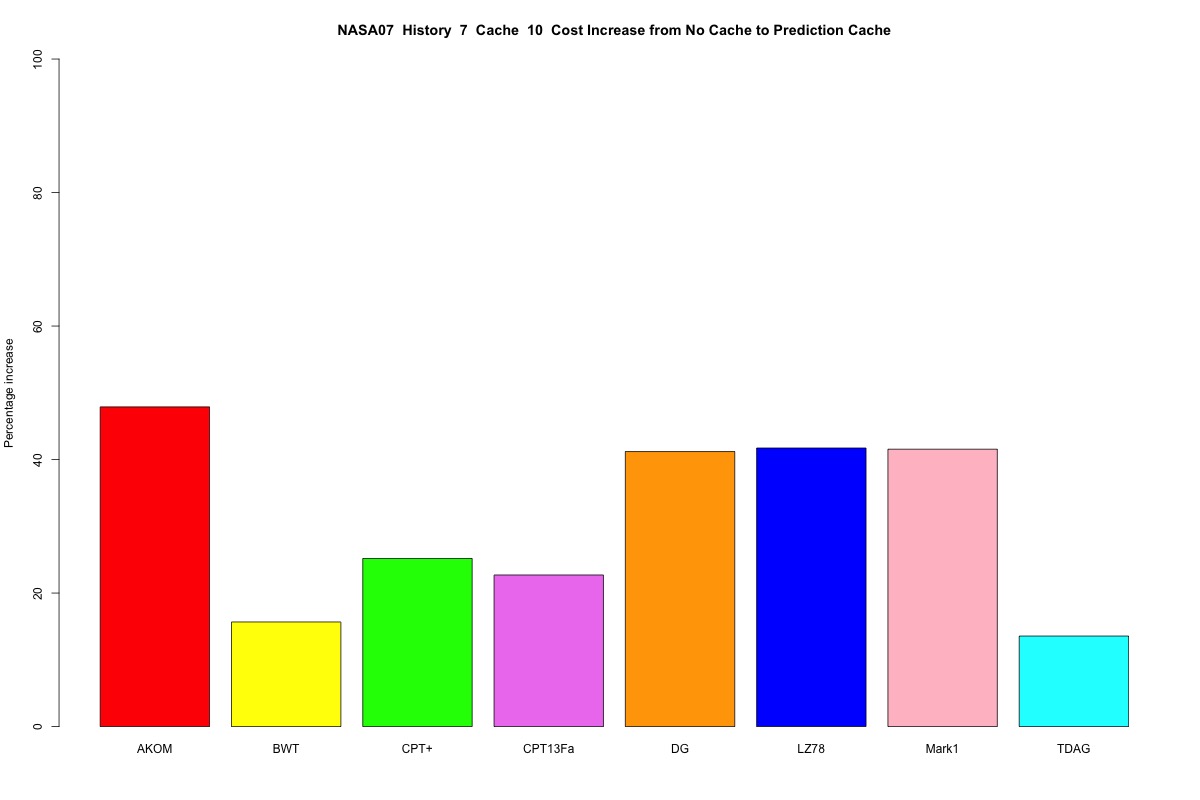 NASA07 History 7 Cache 10 Cost Increase from No Cache to Prediction Cache
Percentage increase
100
80
60
40
20
0
AKOM BWT CPT+ CPT13Fa DG LZ78 Mark1 TDAG